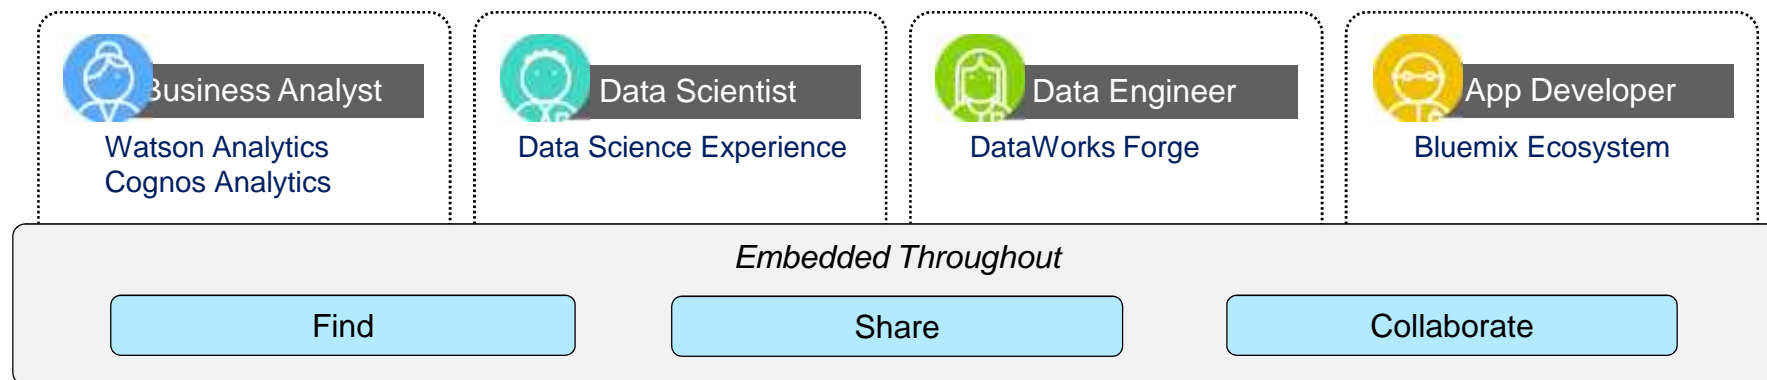 Business Analyst
Watson Analytics
Cognos Analytics
Data Scientist
Data Science Experience
Data Engineer
DataWorks Forge
App Developer
Bluemix Ecosystem
Embedded Throughout
Find
Share
Collaborate